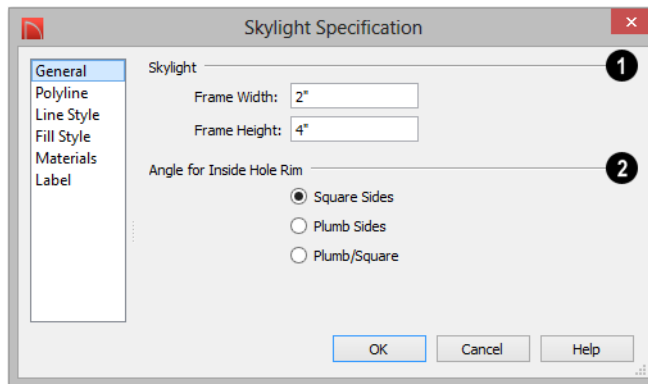 Skylight Specification
General
Polyline
Line Style
Fill Style
Materials
Label
Skylight
1
Frame Width: 2"
Frame Height: 4"
Angle for Inside Hole Rim
2
Square Sides
Plumb Sides
Plumb/Square
OK Cancel Help